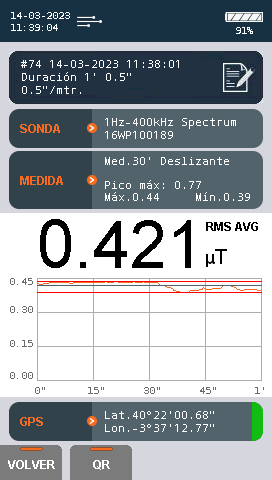 14-03-2023
11:39:04
91%
#74 14-03-2023 11:38:01
Duración 1' 0.5"
0.5"/mtr.
SONDA
1Hz-400kHz Spectrum
16WP100189
MEDIDA
Med.30' Deslizante
Pico máx: 0.77
Máx.0.44 Mín.0.39
0.421 RMS AVG
µT
0.45
0.30
0.15
0.00
0" 15" 30" 45" 1'
GPS
Lat.40°22'00.68"
Lon.-3°37'12.77"
VOLVER QR